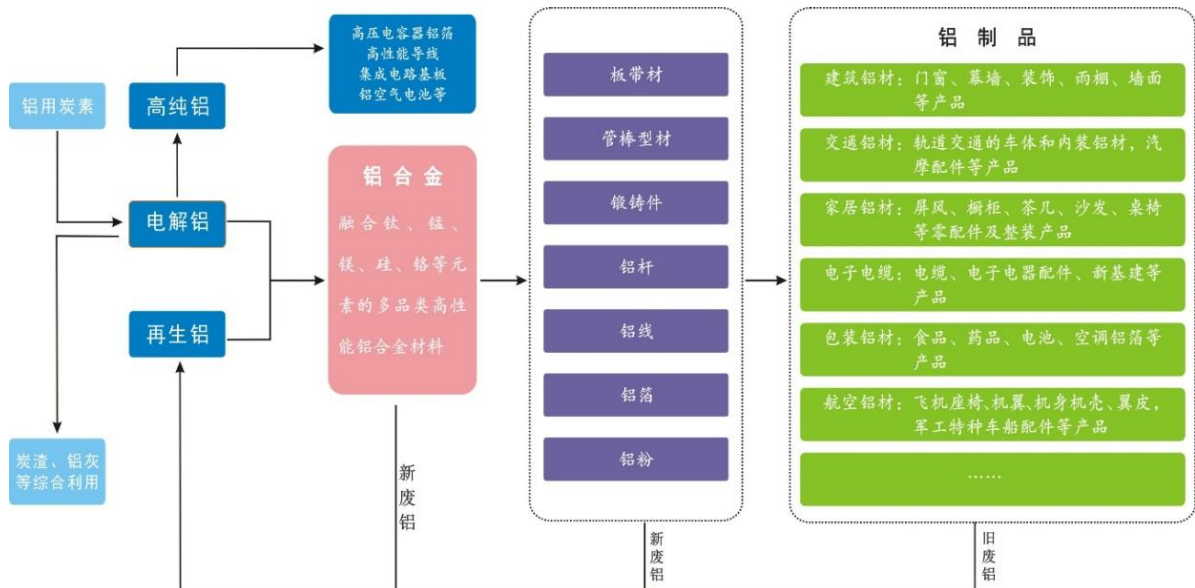 铝用炭素
高纯铝
高压电容器铝箔
高性能导线
集成电路基板
铝空气电池等
电解铝
再生铝
炭渣、铝灰
等综合利用
铝合金
融合钛、锰、
镁、硅、铬等元
素的多品类高性
能铝合金材料
新废铝
板带材
管棒型材
锻铸件
铝杆
铝线
铝箔
铝粉
新废铝
铝制品
建筑铝材：门窗、幕墙、装饰、雨棚、墙面
等产品
交通铝材：轨道交通的车体和内装铝材，汽
摩配件等产品
家居铝材：屏风、橱柜、茶几、沙发、桌椅
等零配件及整装产品
电子电缆：电缆、电子电器配件、新基建等
产品
包装铝材：食品、药品、电池、空调铝箔等
产品
航空铝材：飞机座椅、机翼、机身机壳、翼皮，
军工特种车船配件等产品
……
旧废铝